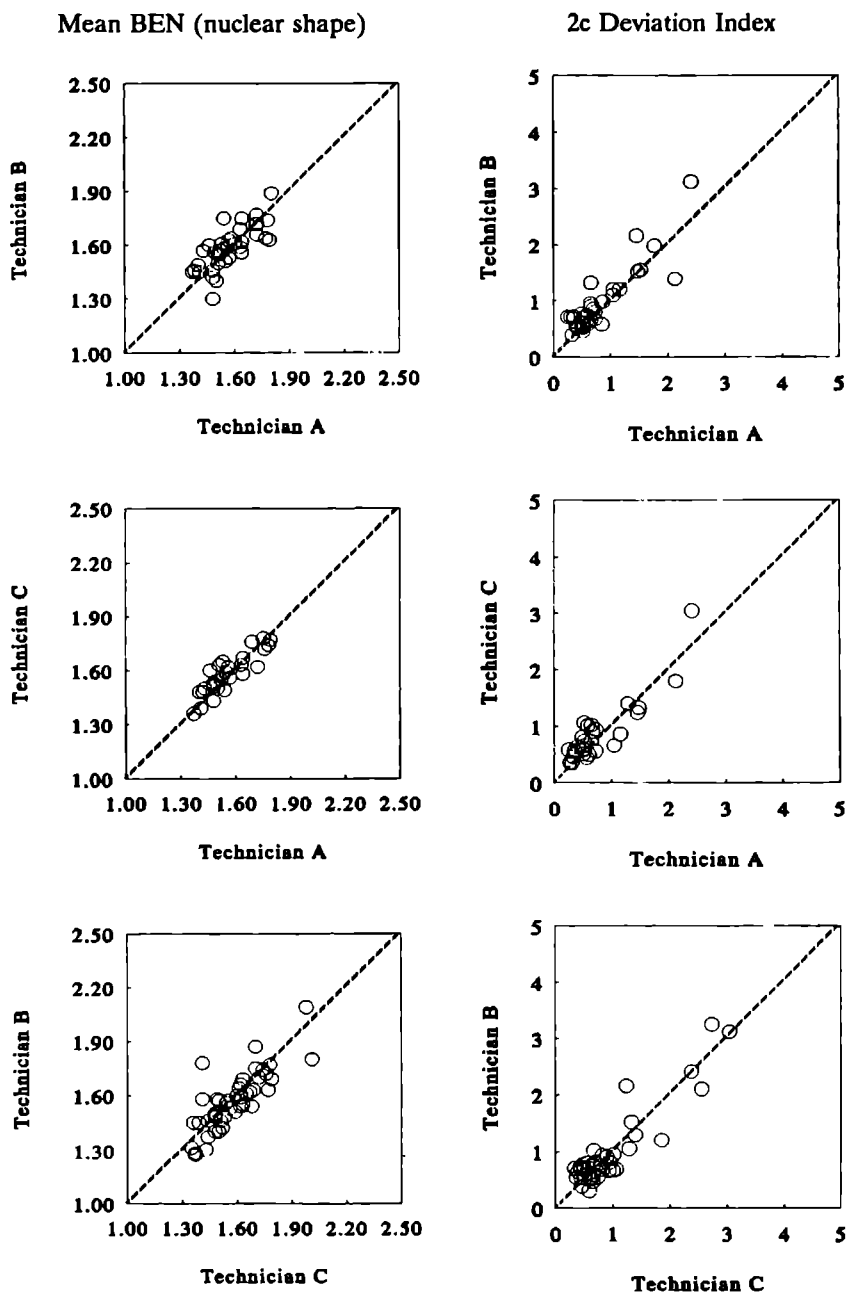 Mean BEN (nuclear shape)
2c Deviation Index
2.50
2.20
1.90
1.60
1.30
1.00
Technician B
1.00 1.30 1.60 1.90 2.20 2.50
Technician A
5
4
3
2
1
0
Technician B
0 1 2 3 4 5
Technician A
2.50
2.20
1.90
1.60
1.30
1.00
Technician C
1.00 1.30 1.60 1.90 2.20 2.50
Technician A
5
4
3
2
1
0
Technician C
0 1 2 3 4 5
Technician A
2.50
2.20
1.90
1.60
1.30
1.00
Technician B
1.00 1.30 1.60 1.90 2.20 2.50
Technician C
5
4
3
2
1
0
Technician B
0 1 2 3 4 5
Technician C